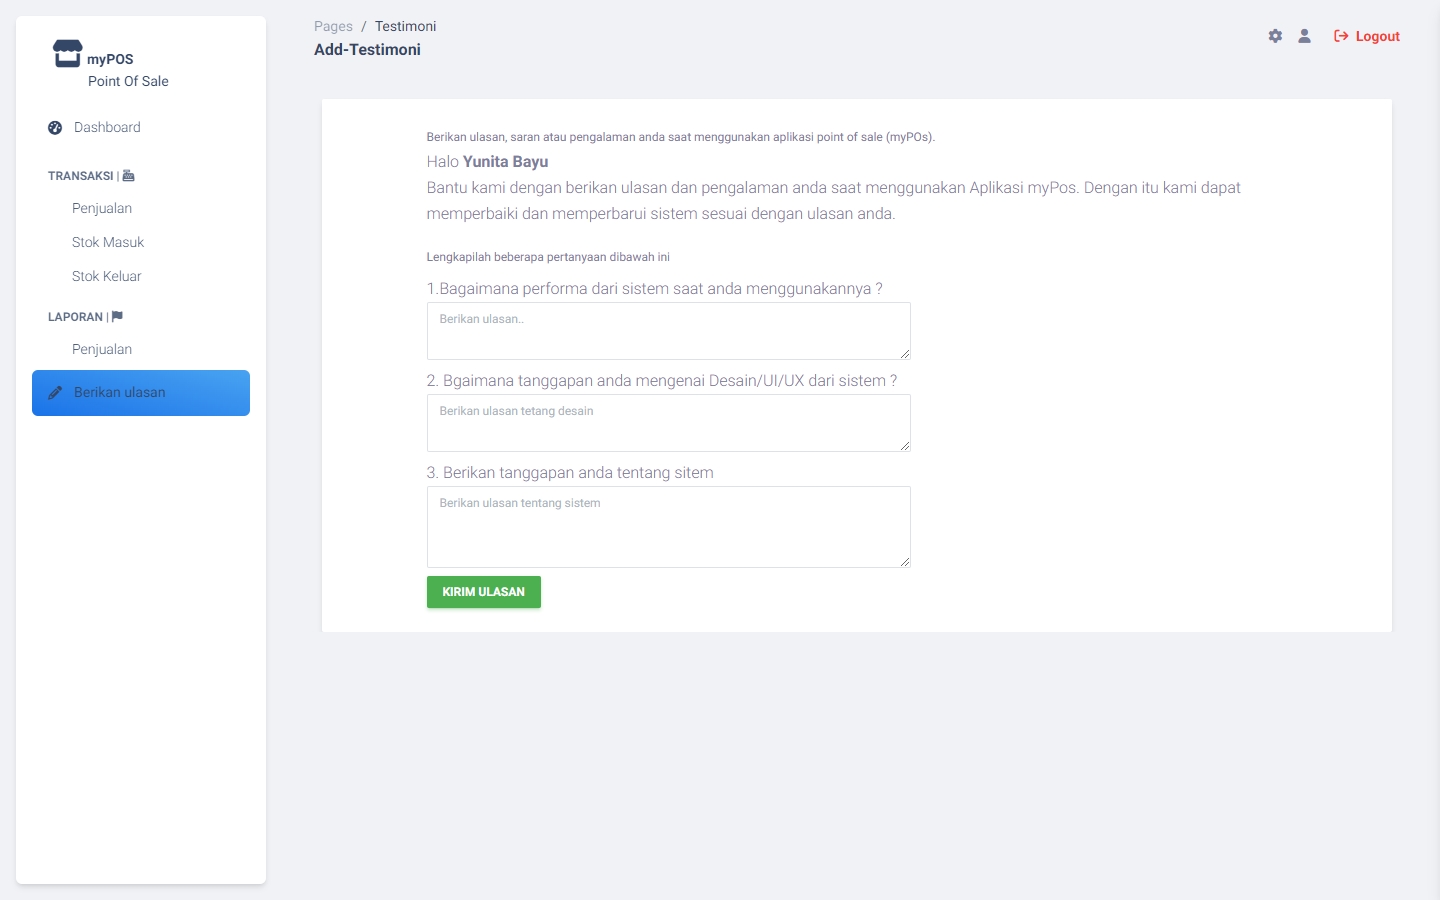 myPOS
Point Of Sale
Dashboard
TRANSAKSI |
Penjualan
Stok Masuk
Stok Keluar
LAPORAN |
Penjualan
Berikan ulasan
Pages / Testimoni
Add-Testimoni
Logout
Berikan ulasan, saran atau pengalaman anda saat menggunakan aplikasi point of sale (myPOs).
Halo Yunita Bayu
Bantu kami dengan berikan ulasan dan pengalaman anda saat menggunakan Aplikasi myPos. Dengan itu kami dapat
memperbaiki dan memperbarui sistem sesuai dengan ulasan anda.
Lengkapilah beberapa pertanyaan dibawah ini
1.Bagaimana performa dari sistem saat anda menggunakannya ?
Berikan ulasan..
2. Bgaimana tanggapan anda mengenai Desain/UI/UX dari sistem ?
Berikan ulasan tetang desain
3. Berikan tanggapan anda tentang sitem
Berikan ulasan tentang sistem
KIRIM ULASAN